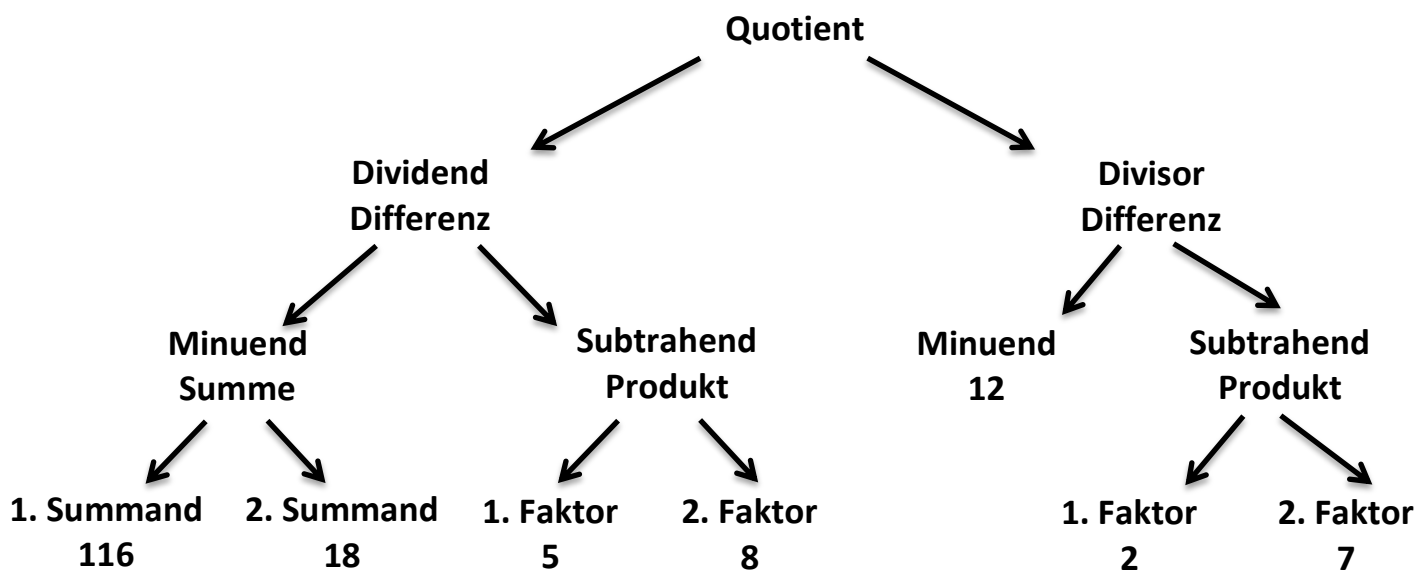 Quotient
Dividend
Differenz
Divisor
Differenz
Minuend
Summe
Subtrahend
Produkt
Minuend
12
Subtrahend
Produkt
1. Summand
116
2. Summand
18
1. Faktor
5
2. Faktor
8
1. Faktor
2
2. Faktor
7